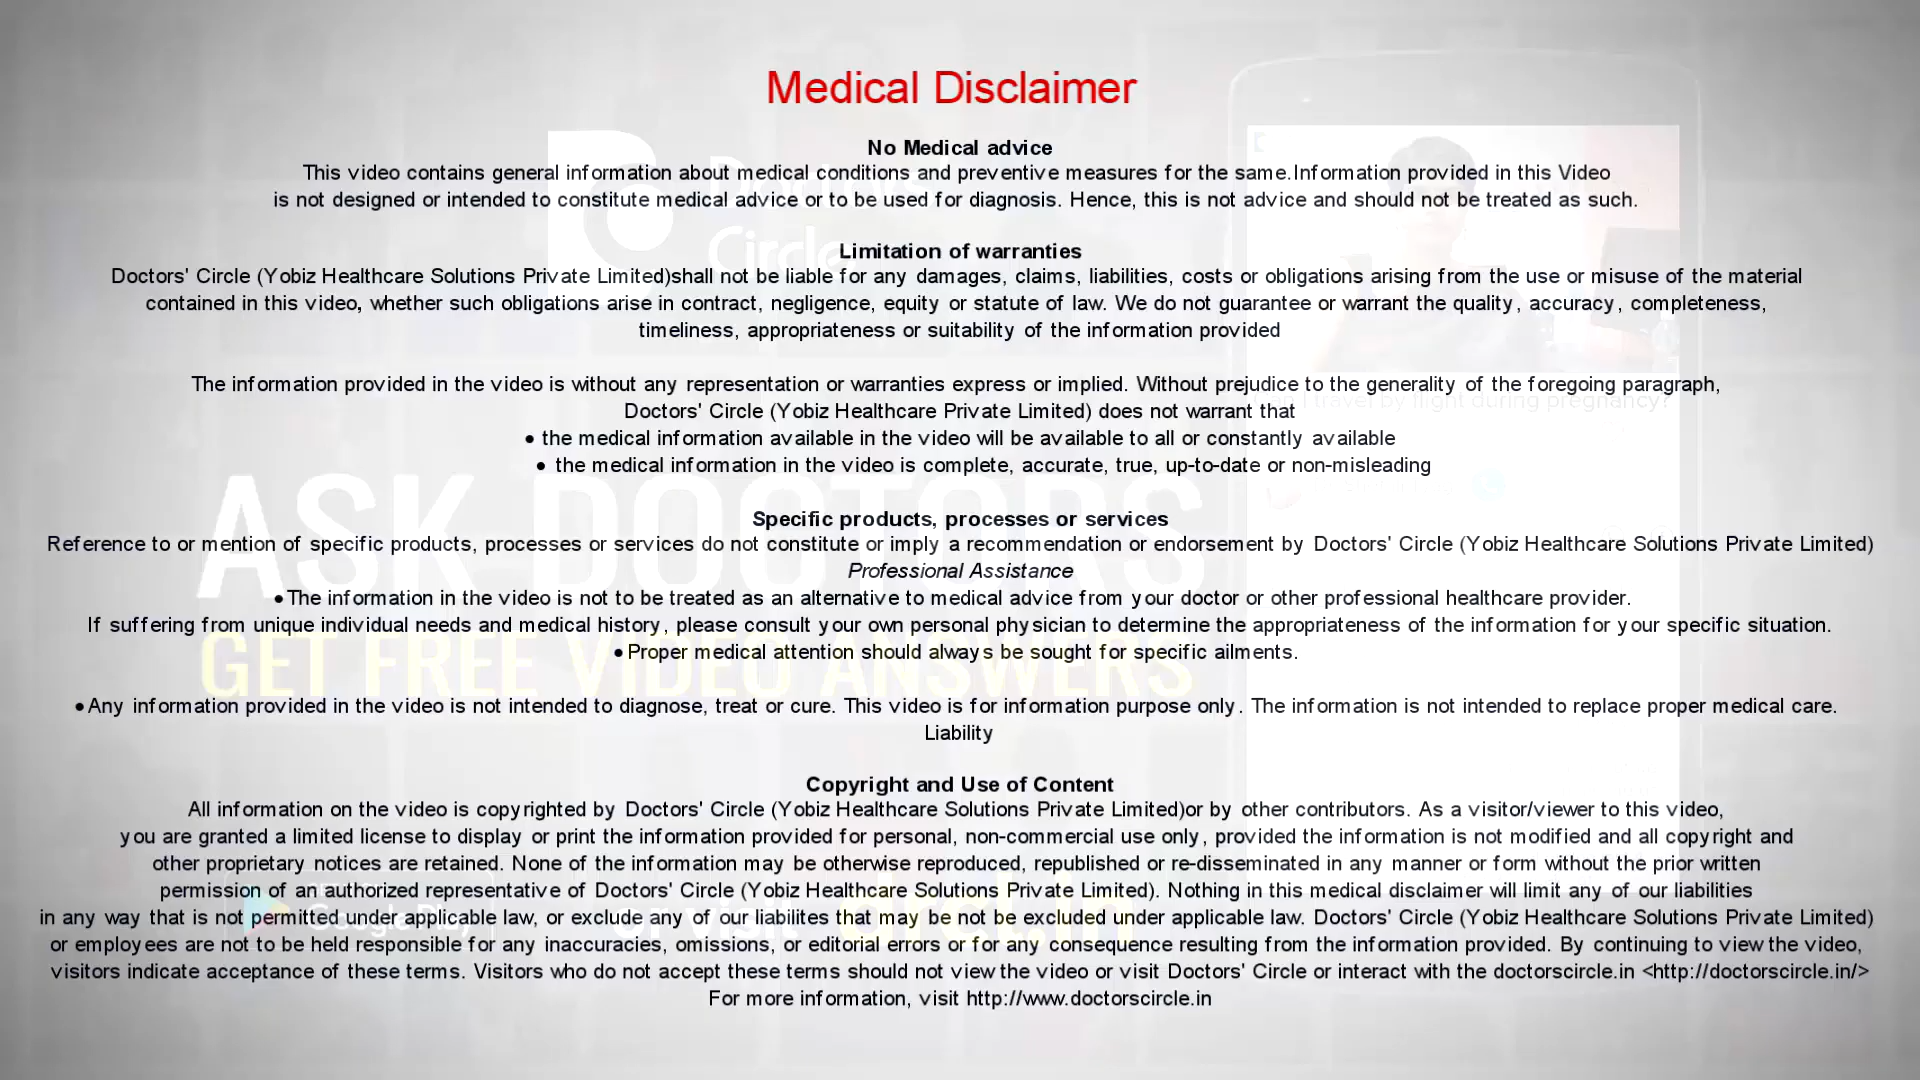 Medical Disclaimer
No Medical advice
This video contains general information about medical conditions and preventive measures for the same.Information provided in this Video
is not designed or intended to constitute medical advice or to be used for diagnosis. Hence, this is not advice and should not be treated as such.
Doctors'
Circle
Limitation of warranties
Doctors' Circle (Yobiz Healthcare Solutions Private Limited)shall not be liable for any damages, claims, liabilities, costs or obligations arising from the use or misuse of the material
contained in this video, whether such obligations arise in contract, negligence, equity or statute of law. We do not guarantee or warrant the quality, accuracy, completeness,
timeliness, appropriateness or suitability of the information provided
The information provided in the video is without any representation or warranties express or implied. Without prejudice to the generality of the foregoing paragraph,
Can I travel by flight during pregnancy?
Doctors' Circle (Yobiz Healthcare Private Limited) does not warrant that
• the medical information available in the video will be available to all or constantly available
• the medical information in the video is complete, accurate, true, up-to-date or non-misleading
ASK DOCTORS
Specific products, processes or services
Reference to or mention of specific products, processes or services do not constitute or imply a recommendation or endorsement by Doctors' Circle (Yobiz Healthcare Solutions Private Limited)
Professional Assistance
•The information in the video is not to be treated as an alternative to medical advice from your doctor or other professional healthcare provider.
If suffering from unique individual needs and medical history, please consult your own personal physician to determine the appropriateness of the information for your specific situation.
GET FREE VIDEO ANSWERS
•Proper medical attention should always be sought for specific ailments.
•Any information provided in the video is not intended to diagnose, treat or cure. This video is for information purpose only. The information is not intended to replace proper medical care.
Liability
Copyright and Use of Content
All information on the video is copyrighted by Doctors' Circle (Yobiz Healthcare Solutions Private Limited)or by other contributors. As a visitor/viewer to this video,
you are granted a limited license to display or print the information provided for personal, non-commercial use only, provided the information is not modified and all copyright and
other proprietary notices are retained. None of the information may be otherwise reproduced, republished or re-disseminated in any manner or form without the prior written
permission of an authorized representative of Doctors' Circle (Yobiz Healthcare Solutions Private Limited). Nothing in this medical disclaimer will limit any of our liabilities
Google Play or visit drcl.in
in any way that is not permitted under applicable law, or exclude any of our liabilites that may be not be excluded under applicable law. Doctors' Circle (Yobiz Healthcare Solutions Private Limited)
or employees are not to be held responsible for any inaccuracies, omissions, or editorial errors or for any consequence resulting from the information provided. By continuing to view the video,
visitors indicate acceptance of these terms. Visitors who do not accept these terms should not view the video or visit Doctors' Circle or interact with the doctorscircle.in <http://doctorscircle.in/>
For more information, visit http://www.doctorscircle.in